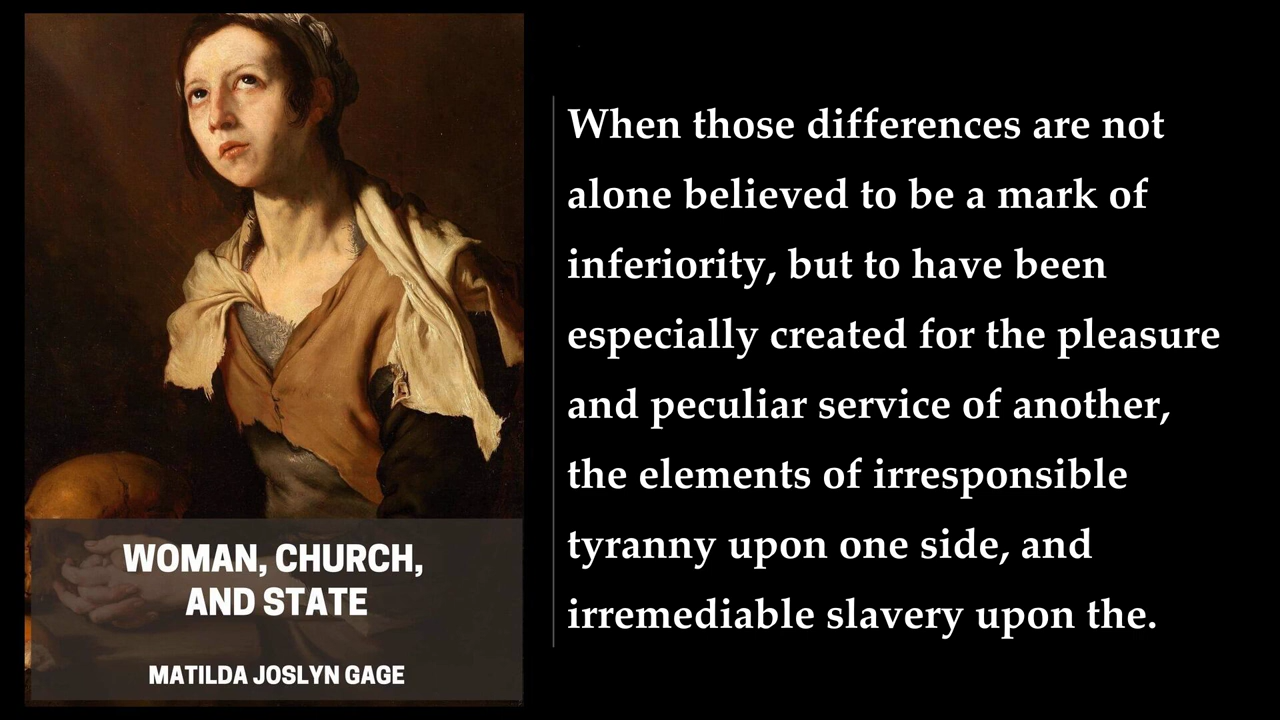 WOMAN, CHURCH,
AND STATE
MATILDA JOSLYN GAGE
When those differences are not
alone believed to be a mark of
inferiority, but to have been
especially created for the pleasure
and peculiar service of another,
the elements of irresponsible
tyranny upon one side, and
irremediable slavery upon the.